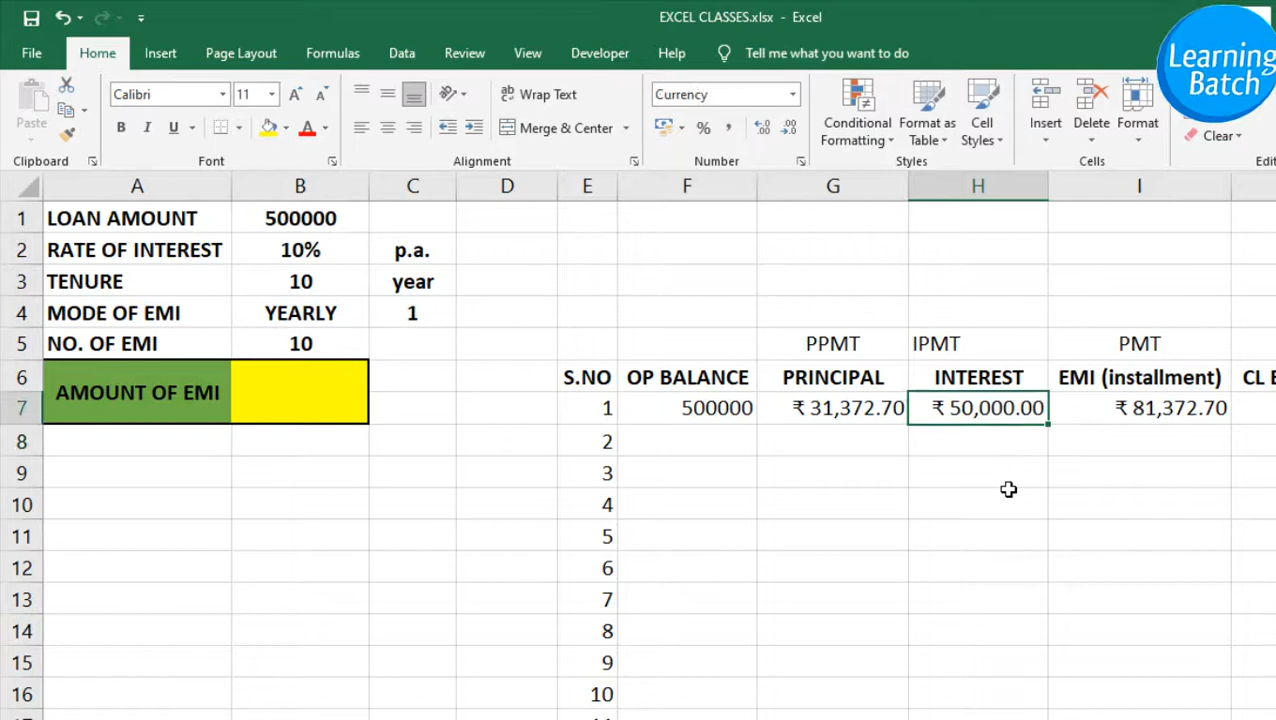 EXCEL CLASSES.xlsx - Excel
Learning
Batch
File Home Insert Page Layout Formulas Data Review View Developer Help Tell me what you want to do
Paste
Calibri 11
B I U A
Wrap Text
Merge & Center
Currency
%
Conditional
Formatting
Format as
Table
Cell
Styles
Insert
Delete
Format
Clear
Clipboard Font Alignment Number Styles Cells
A B C D E F G H I
1 LOAN AMOUNT 500000
2 RATE OF INTEREST 10% p.a.
3 TENURE 10 year
4 MODE OF EMI YEARLY 1
5 NO. OF EMI 10 PPMT IPMT PMT
6 AMOUNT OF EMI S.NO OP BALANCE PRINCIPAL INTEREST EMI (installment)
7 1 500000 ₹ 31,372.70 ₹ 50,000.00 ₹ 81,372.70
8 2
9 3
10 4
11 5
12 6
13 7
14 8
15 9
16 10